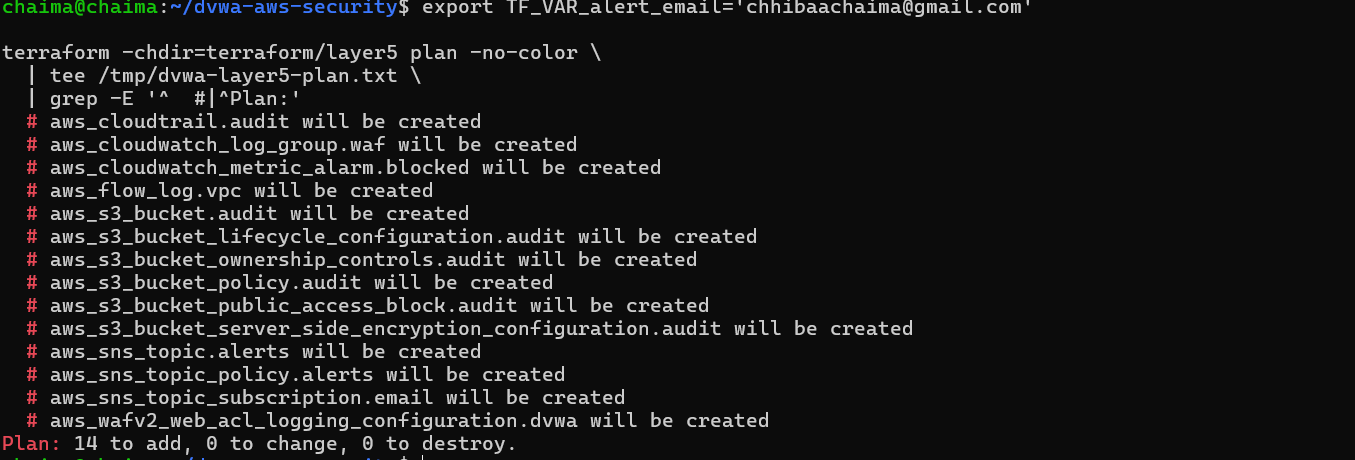 chaima@chaima:~/dvwa-aws-security$ export TF_VAR_alert_email='chhibaachaima@gmail.com'
terraform -chdir=terraform/layer5 plan -no-color \
  | tee /tmp/dvwa-layer5-plan.txt \
  | grep -E '^  #|^Plan:'
  # aws_cloudtrail.audit will be created
  # aws_cloudwatch_log_group.waf will be created
  # aws_cloudwatch_metric_alarm.blocked will be created
  # aws_flow_log.vpc will be created
  # aws_s3_bucket.audit will be created
  # aws_s3_bucket_lifecycle_configuration.audit will be created
  # aws_s3_bucket_ownership_controls.audit will be created
  # aws_s3_bucket_policy.audit will be created
  # aws_s3_bucket_public_access_block.audit will be created
  # aws_s3_bucket_server_side_encryption_configuration.audit will be created
  # aws_sns_topic.alerts will be created
  # aws_sns_topic_policy.alerts will be created
  # aws_sns_topic_subscription.email will be created
  # aws_wafv2_web_acl_logging_configuration.dvwa will be created
Plan: 14 to add, 0 to change, 0 to destroy.